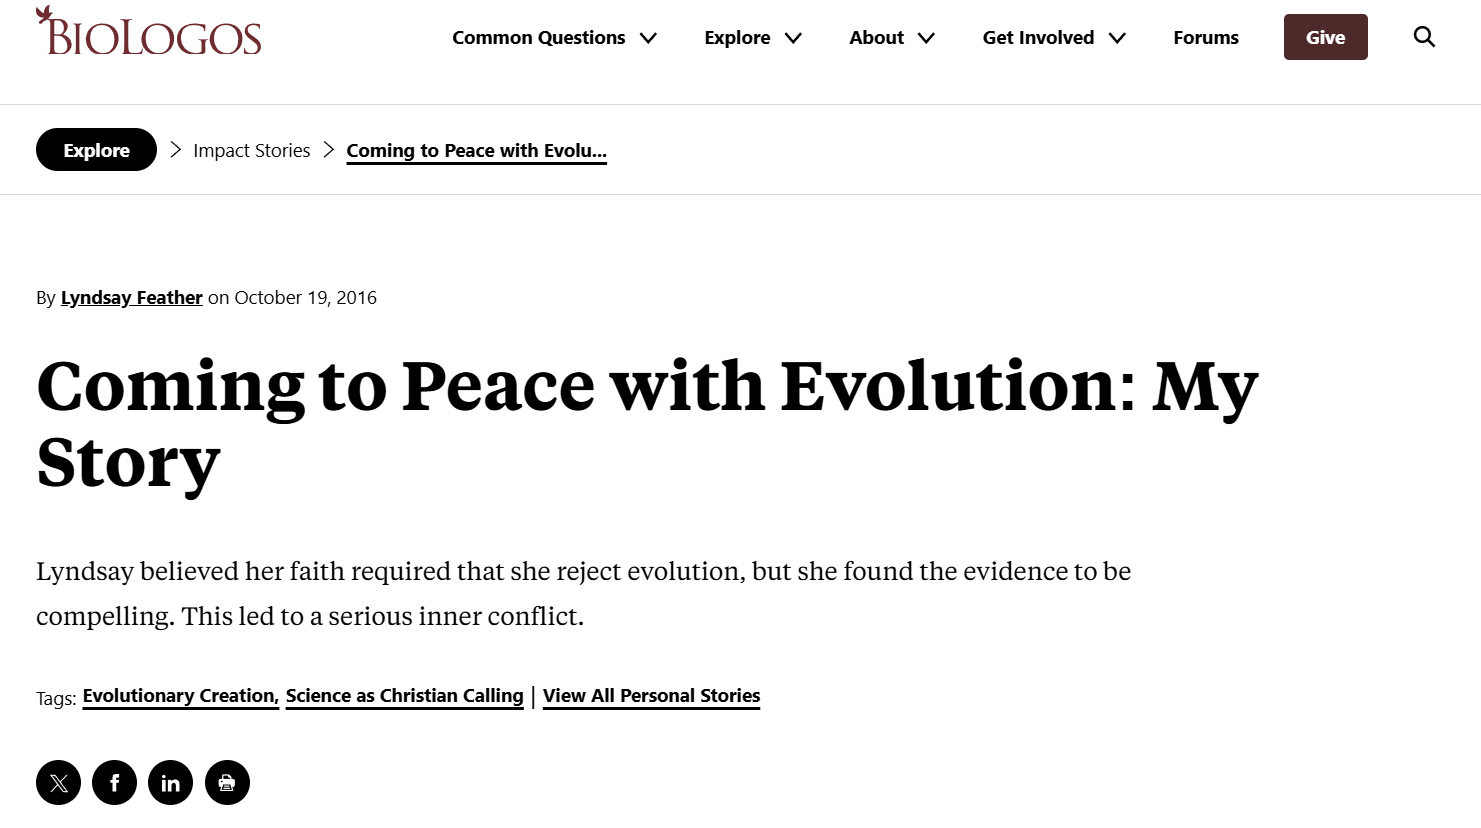 BIOLOGOS
Common Questions Explore About Get Involved Forums Give
Explore Impact Stories Coming to Peace with Evolu...
By Lyndsay Feather on October 19, 2016
Coming to Peace with Evolution: My
Story
Lyndsay believed her faith required that she reject evolution, but she found the evidence to be
compelling. This led to a serious inner conflict.
Tags: Evolutionary Creation, Science as Christian Calling | View All Personal Stories